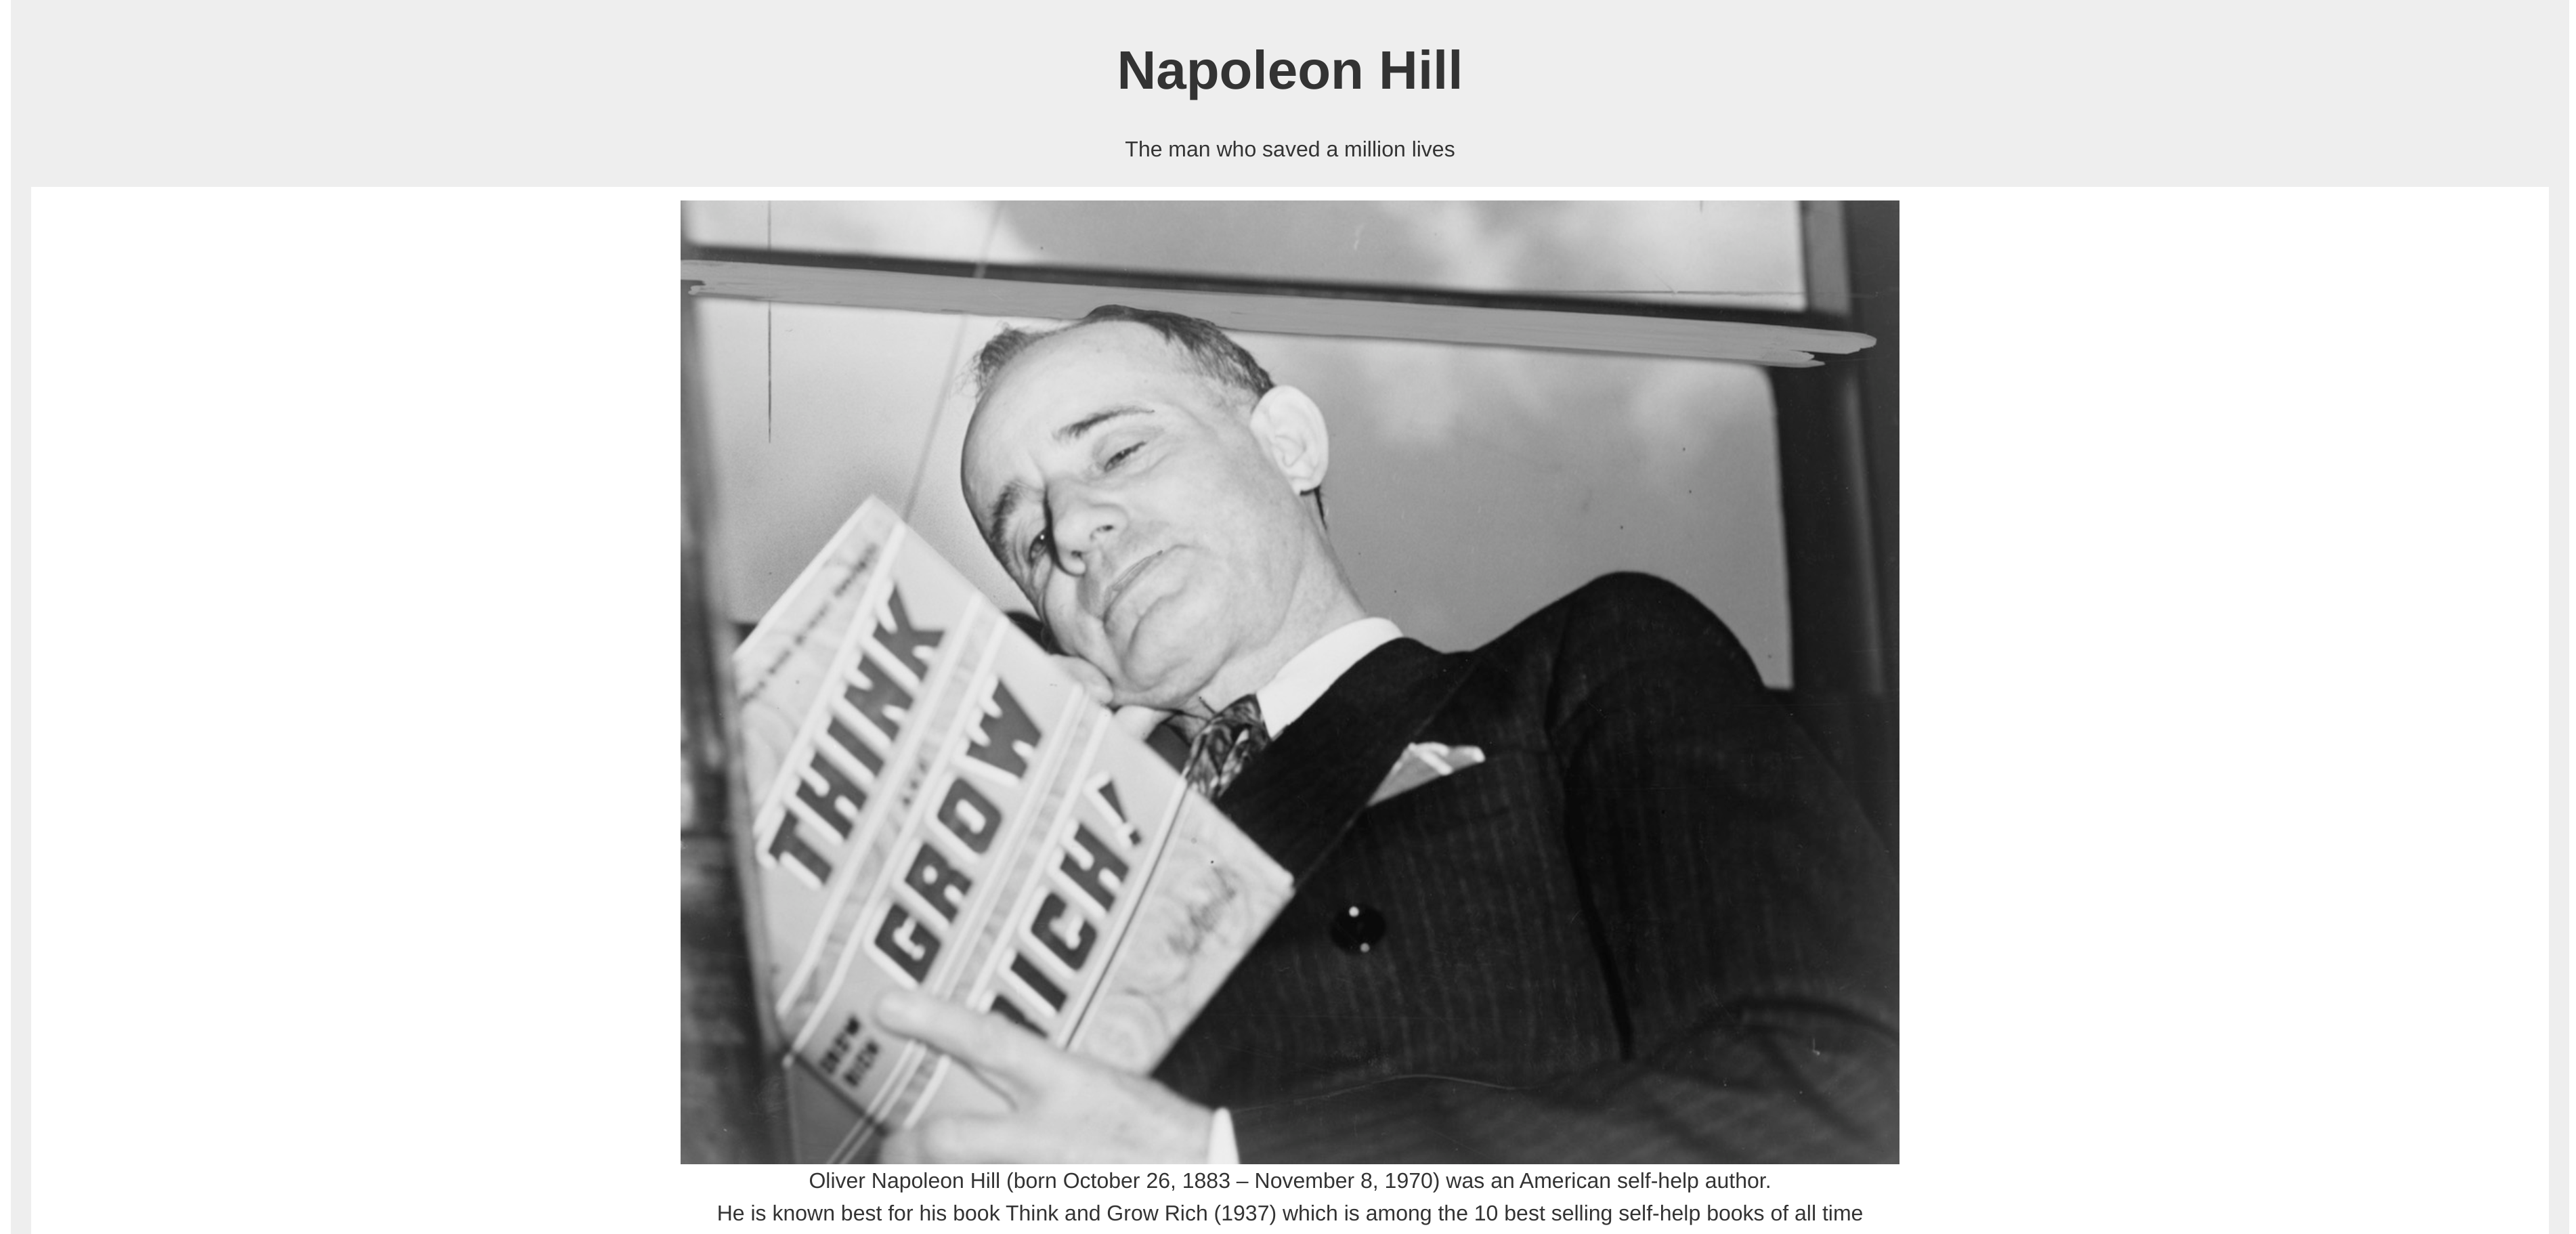 Napoleon Hill
The man who saved a million lives
THINK
GROW
RICH!
GROW
RICH
Oliver Napoleon Hill (born October 26, 1883 – November 8, 1970) was an American self-help author.
He is known best for his book Think and Grow Rich (1937) which is among the 10 best selling self-help books of all time